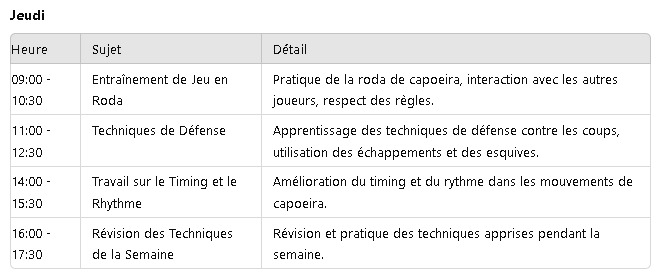 Jeudi
Heure Sujet Détail
09:00 - Entraînement de Jeu en Pratique de la roda de capoeira, interaction avec les autres
10:30 Roda joueurs, respect des règles.
11:00 - Techniques de Défense Apprentissage des techniques de défense contre les coups,
12:30 utilisation des échappements et des esquives.
14:00 - Travail sur le Timing et le Amélioration du timing et du rythme dans les mouvements de
15:30 Rhythme capoeira.
16:00 - Révision des Techniques Révision et pratique des techniques apprises pendant la
17:30 de la Semaine semaine.